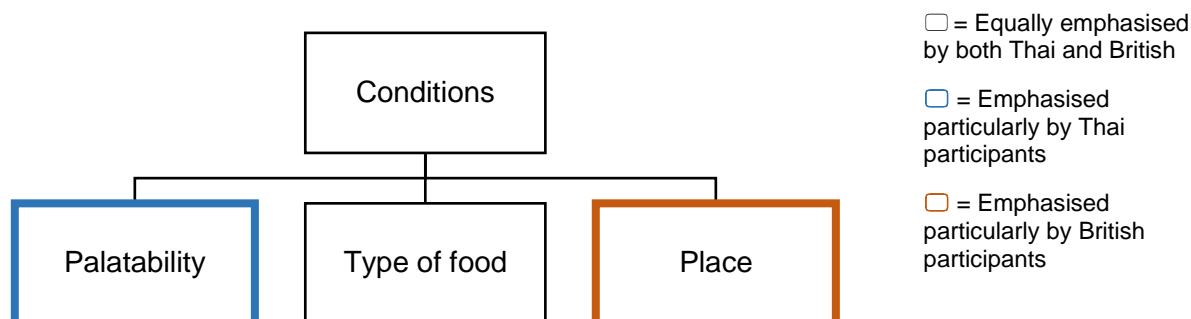 Conditions
Palatability
Type of food
Place
= Equally emphasised
by both Thai and British
= Emphasised
particularly by Thai
participants
= Emphasised
particularly by British
participants